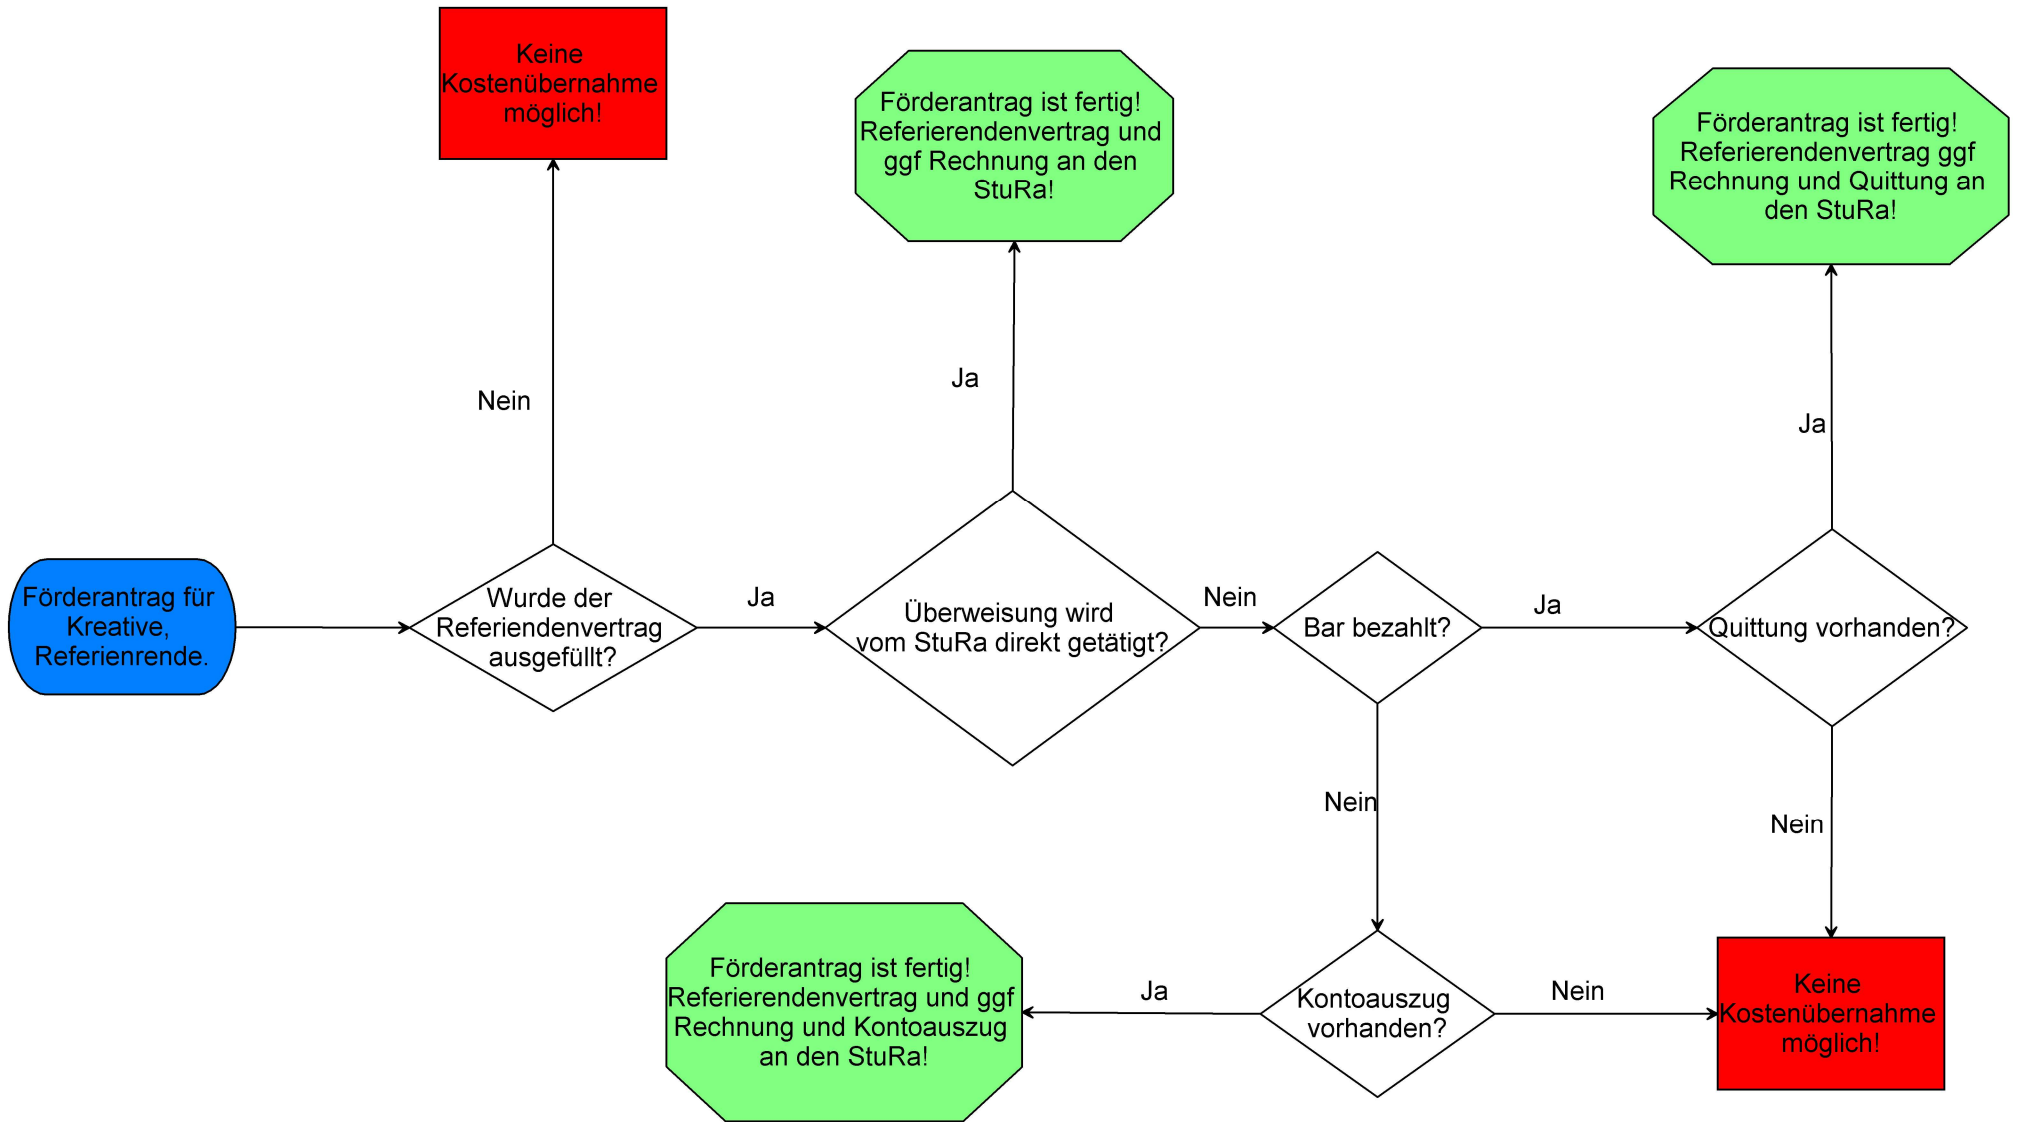 Keine
Kostenübernahme
möglich!
Förderantrag ist fertig!
Referierendenvertrag und
ggf Rechnung an den
StuRa!
Förderantrag ist fertig!
Referierendenvertrag ggf
Rechnung und Quittung an
den StuRa!
Nein
Ja
Ja
Förderantrag für
Kreative,
Referienrende.
Wurde der
Referiendenvertrag
ausgefüllt?
Ja
Überweisung wird
vom StuRa direkt getätigt?
Nein
Bar bezahlt?
Ja
Quittung vorhanden?
Nein
Nein
Förderantrag ist fertig!
Referierendenvertrag und ggf
Rechnung und Kontoauszug
an den StuRa!
Ja
Kontoauszug
vorhanden?
Nein
Keine
Kostenübernahme
möglich!